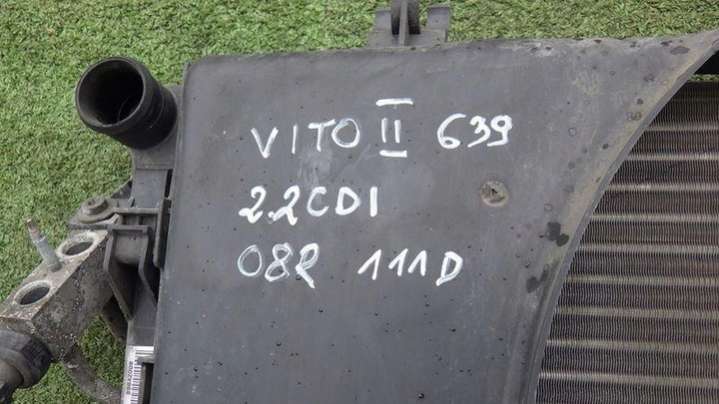 VITO II 639
2.2CDI
08R 111D